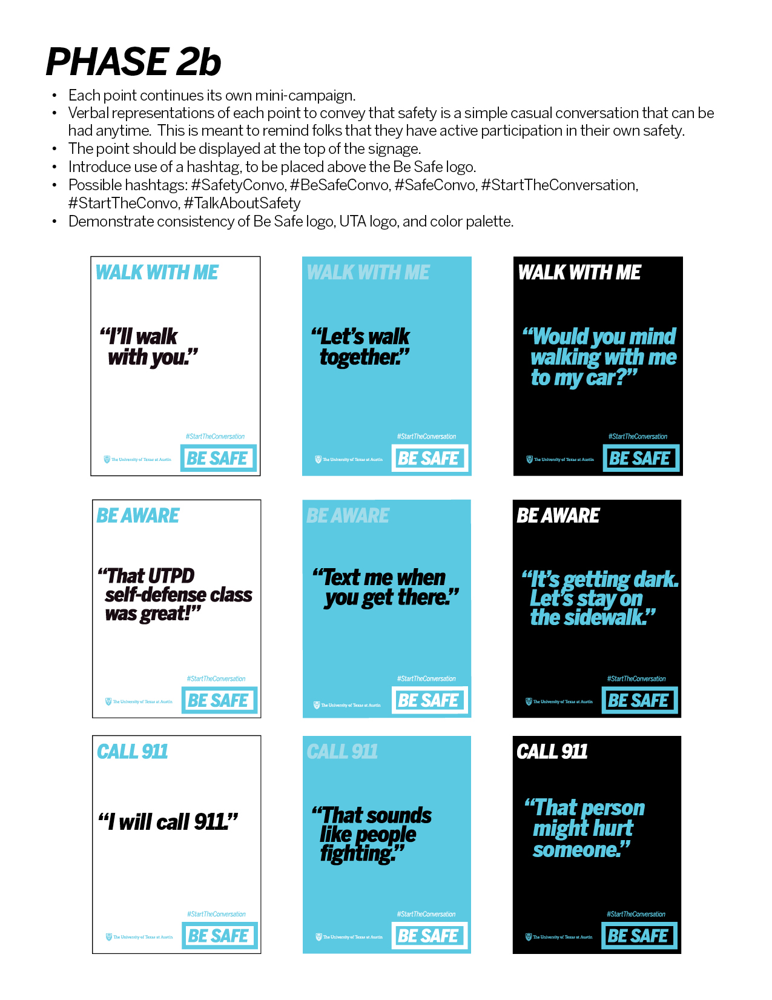 PHASE 2b
• Each point continues its own mini-campaign.
• Verbal representations of each point to convey that safety is a simple casual conversation that can be
had anytime. This is meant to remind folks that they have active participation in their own safety.
• The point should be displayed at the top of the signage.
• Introduce use of a hashtag, to be placed above the Be Safe logo.
• Possible hashtags: #SafetyConvo, #BeSafeConvo, #SafeConvo, #StartTheConversation,
#StartTheConvo, #TalkAboutSafety
• Demonstrate consistency of Be Safe logo, UTA logo, and color palette.
WALK WITH ME
“I’ll walk
with you.”
#StartTheConversation
The University of Texas at Austin
BE SAFE
WALK WITH ME
“Let’s walk
together.”
#StartTheConversation
The University of Texas at Austin
BE SAFE
WALK WITH ME
“Would you mind
walking with me
to my car?”
#StartTheConversation
The University of Texas at Austin
BE SAFE
BE AWARE
“That UTPD
self-defense class
was great!”
#StartTheConversation
The University of Texas at Austin
BE SAFE
BE AWARE
“Text me when
you get there.”
#StartTheConversation
The University of Texas at Austin
BE SAFE
BE AWARE
“It’s getting dark.
Let’s stay on
the sidewalk.”
#StartTheConversation
The University of Texas at Austin
BE SAFE
CALL 911
“I will call 911.”
#StartTheConversation
The University of Texas at Austin
BE SAFE
CALL 911
“That sounds
like people
fighting.”
#StartTheConversation
The University of Texas at Austin
BE SAFE
CALL 911
“That person
might hurt
someone.”
#StartTheConversation
The University of Texas at Austin
BE SAFE